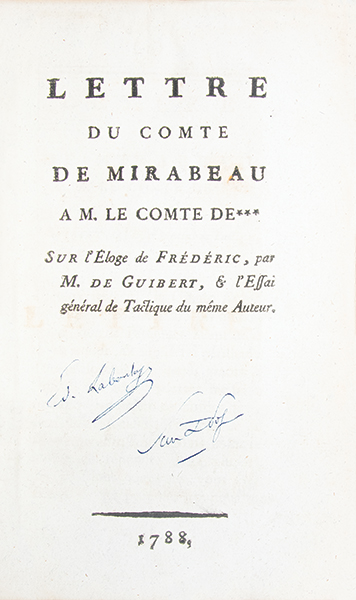 LETTRE
DU COMTE
DE MIRABEAU
A M. LE COMTE DE***
SUR l'Éloge de FRÉDÉRIC, par
M. DE GUIBERT, & l'Essai
général de Tactique du même Auteur.
1788,